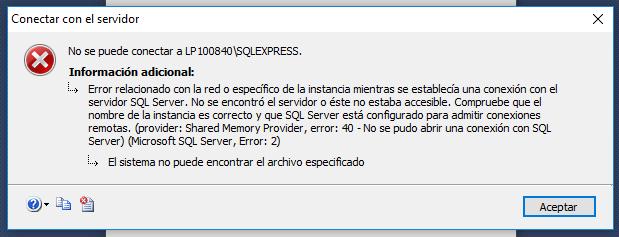 Conectar con el servidor
No se puede conectar a LP100840\SQLEXPRESS.
Información adicional:
Error relacionado con la red o específico de la instancia mientras se establecía una conexión con el
servidor SQL Server. No se encontró el servidor o éste no estaba accesible. Compruebe que el
nombre de la instancia es correcto y que SQL Server está configurado para admitir conexiones
remotas. (provider: Shared Memory Provider, error: 40 - No se pudo abrir una conexión con SQL
Server) (Microsoft SQL Server, Error: 2)
El sistema no puede encontrar el archivo especificado
Aceptar